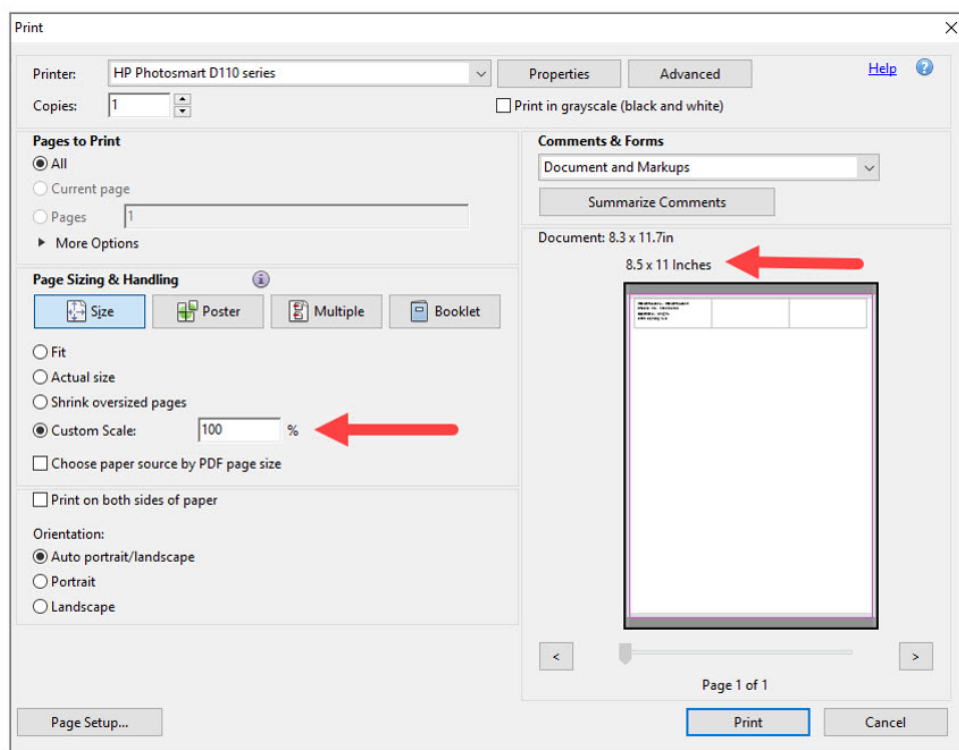 Print
Printer: HP Photosmart D110 series Properties Advanced Help ?
Copies: 1 Print in grayscale (black and white)
Pages to Print
All
Current page
Pages 1
More Options
Comments & Forms
Document and Markups
Summarize Comments
Page Sizing & Handling i
Size Poster Multiple Booklet
Fit
Actual size
Shrink oversized pages
Custom Scale: 100 %
Choose paper source by PDF page size
Print on both sides of paper
Orientation:
Auto portrait/landscape
Portrait
Landscape
Document: 8.3 x 11.7in
8.5 x 11 Inches
< >
Page 1 of 1
Page Setup... Print Cancel